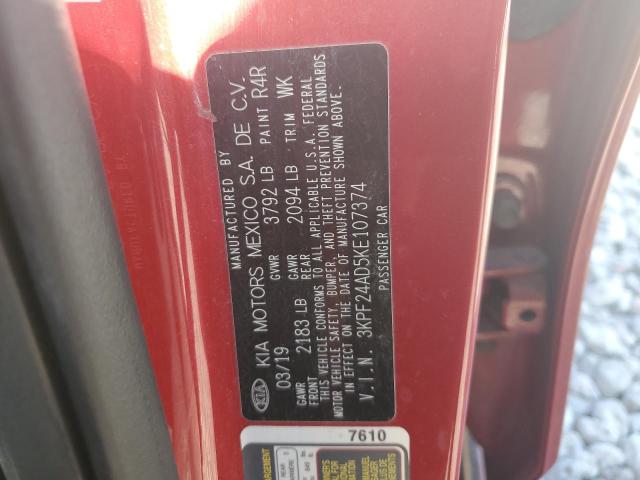 MANUFACTURED BY
KIA KIA MOTORS MEXICO S.A. DE C.V.
03/19 GVWR 3792 LB PAINT R4R
GAWR FRONT 2183 LB GAWR REAR 2094 LB TRIM WK
THIS VEHICLE CONFORMS TO ALL APPLICABLE U.S.A. FEDERAL
MOTOR VEHICLE SAFETY, BUMPER, AND THEFT PREVENTION STANDARDS
IN EFFECT ON THE DATE OF MANUFACTURE SHOWN ABOVE.
V.I.N. 3KPF24AD5KE107374
PASSENGER CAR
7610
REAR